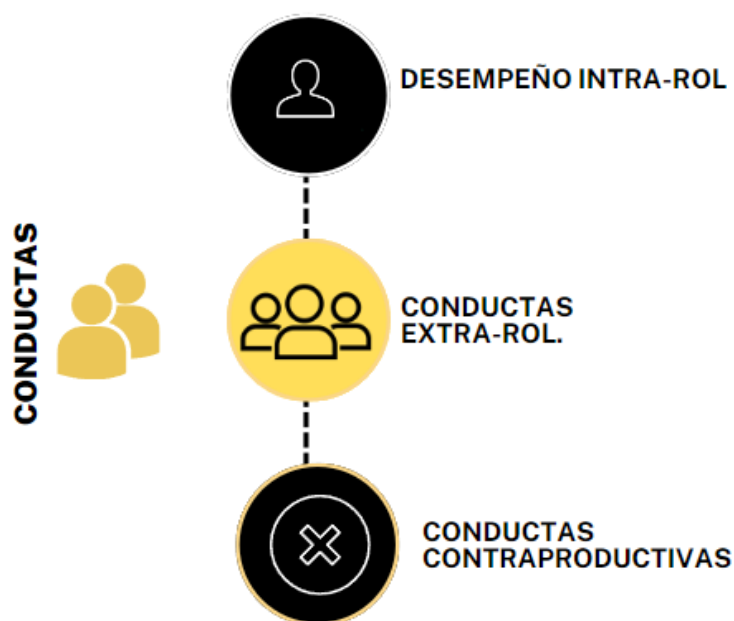 DESEMPEÑO INTRA-ROL
CONDUCTAS
CONDUCTAS
EXTRA-ROL.
CONDUCTAS
CONTRAPRODUCTIVAS